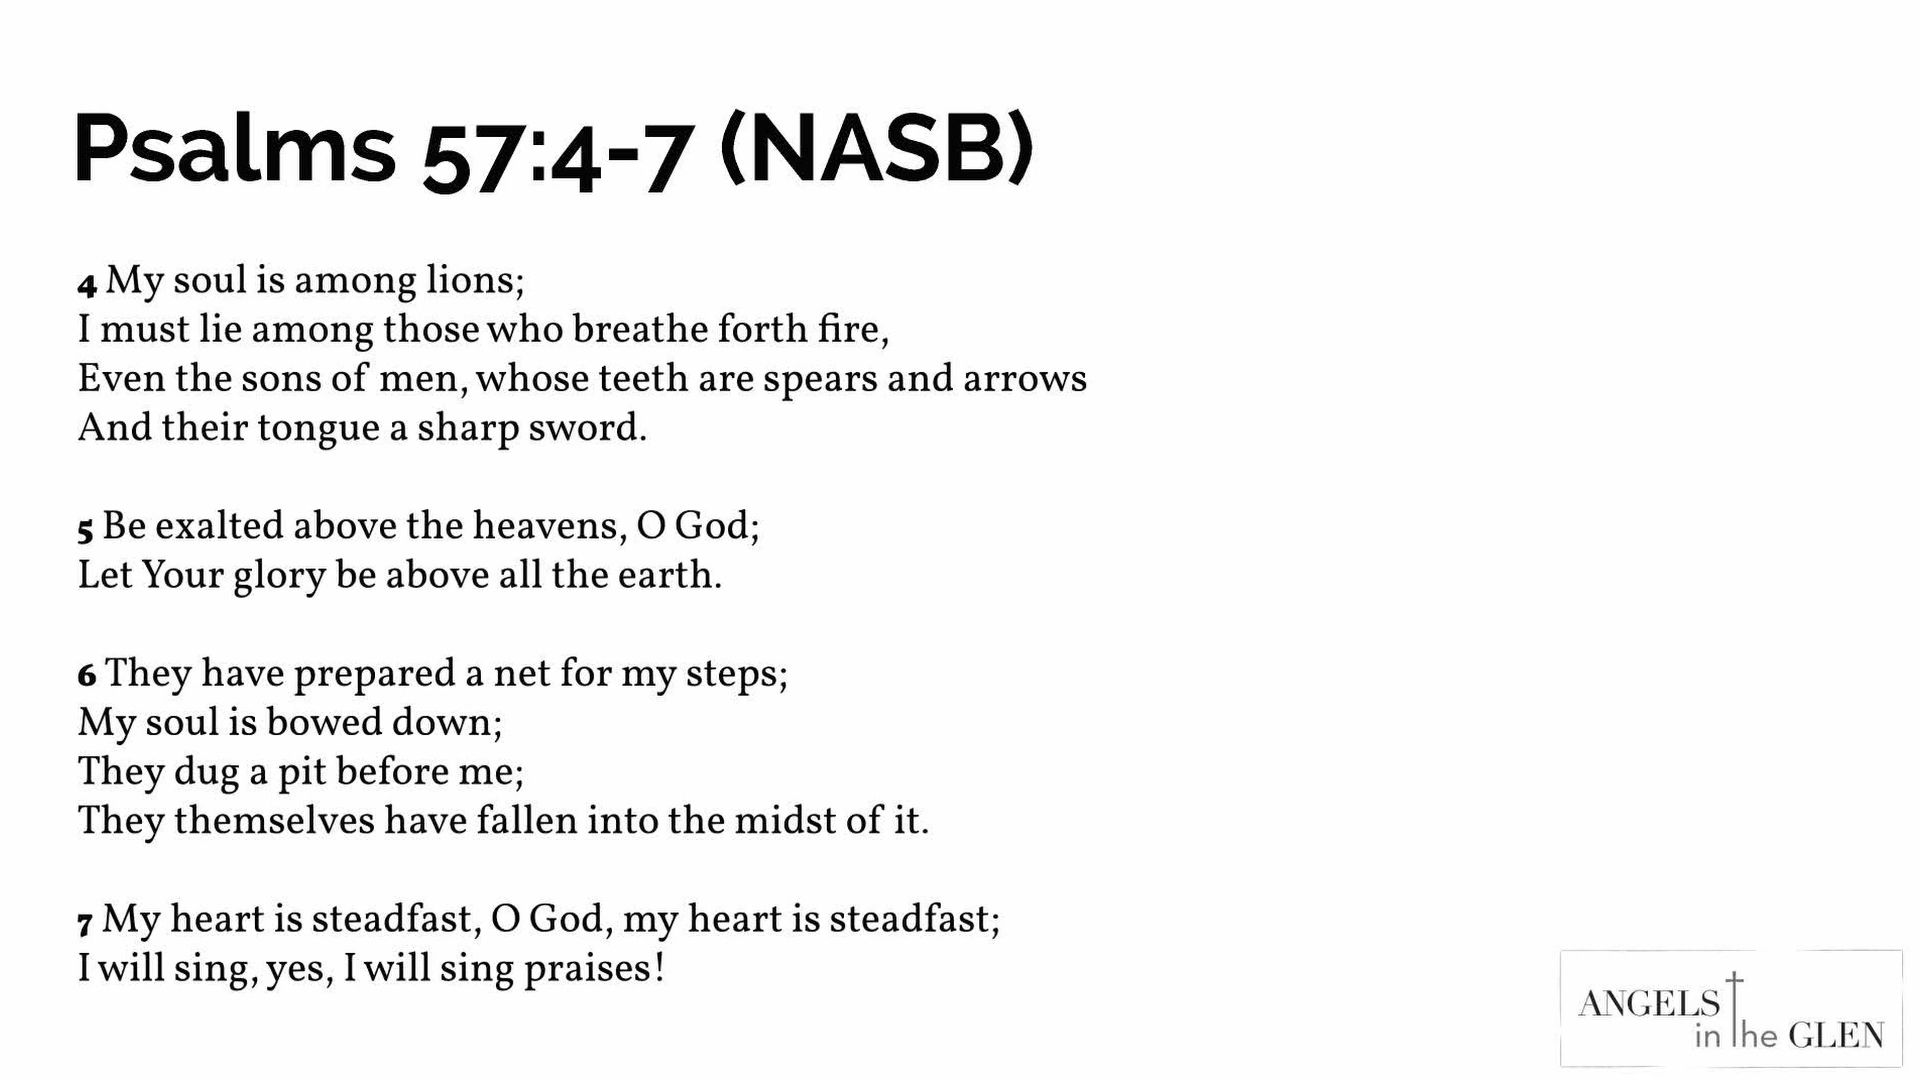 Psalms 57:4-7 (NASB)
4 My soul is among lions;
I must lie among those who breathe forth fire,
Even the sons of men, whose teeth are spears and arrows
And their tongue a sharp sword.
5 Be exalted above the heavens, O God;
Let Your glory be above all the earth.
6 They have prepared a net for my steps;
My soul is bowed down;
They dug a pit before me;
They themselves have fallen into the midst of it.
7 My heart is steadfast, O God, my heart is steadfast;
I will sing, yes, I will sing praises!
ANGELS
in the GLEN